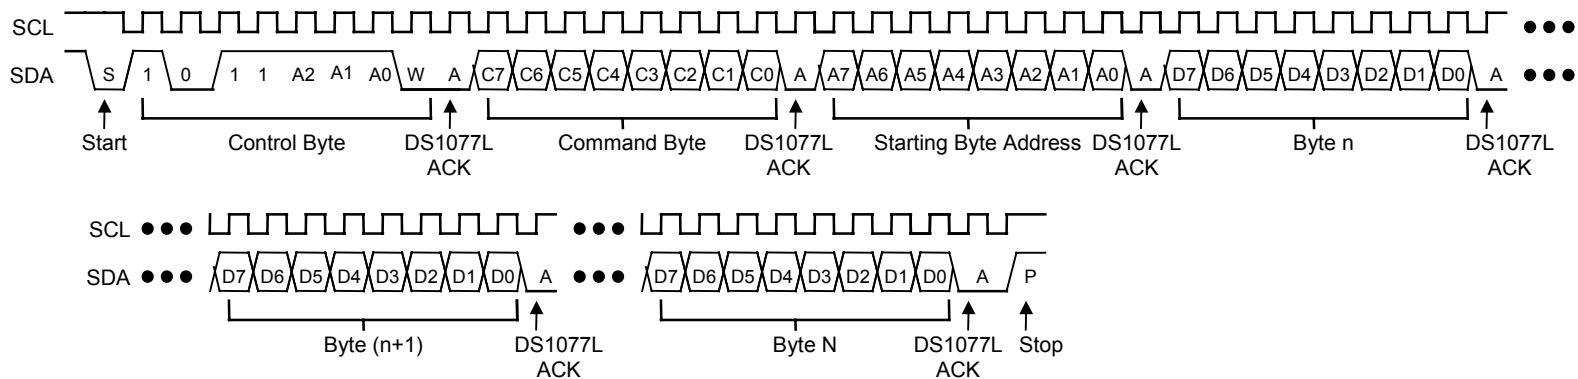 SCL
SDA S 1 0 1 1 A2 A1 A0 W A C7 C6 C5 C4 C3 C2 C1 C0 A A7 A6 A5 A4 A3 A2 A1 A0 A D7 D6 D5 D4 D3 D2 D1 D0 A
Start Control Byte DS1077L Command Byte DS1077L Starting Byte Address DS1077L Byte n DS1077L
ACK ACK ACK ACK
SCL
SDA D7 D6 D5 D4 D3 D2 D1 D0 A D7 D6 D5 D4 D3 D2 D1 D0 A P
Byte (n+1) DS1077L Byte N DS1077L Stop
ACK ACK